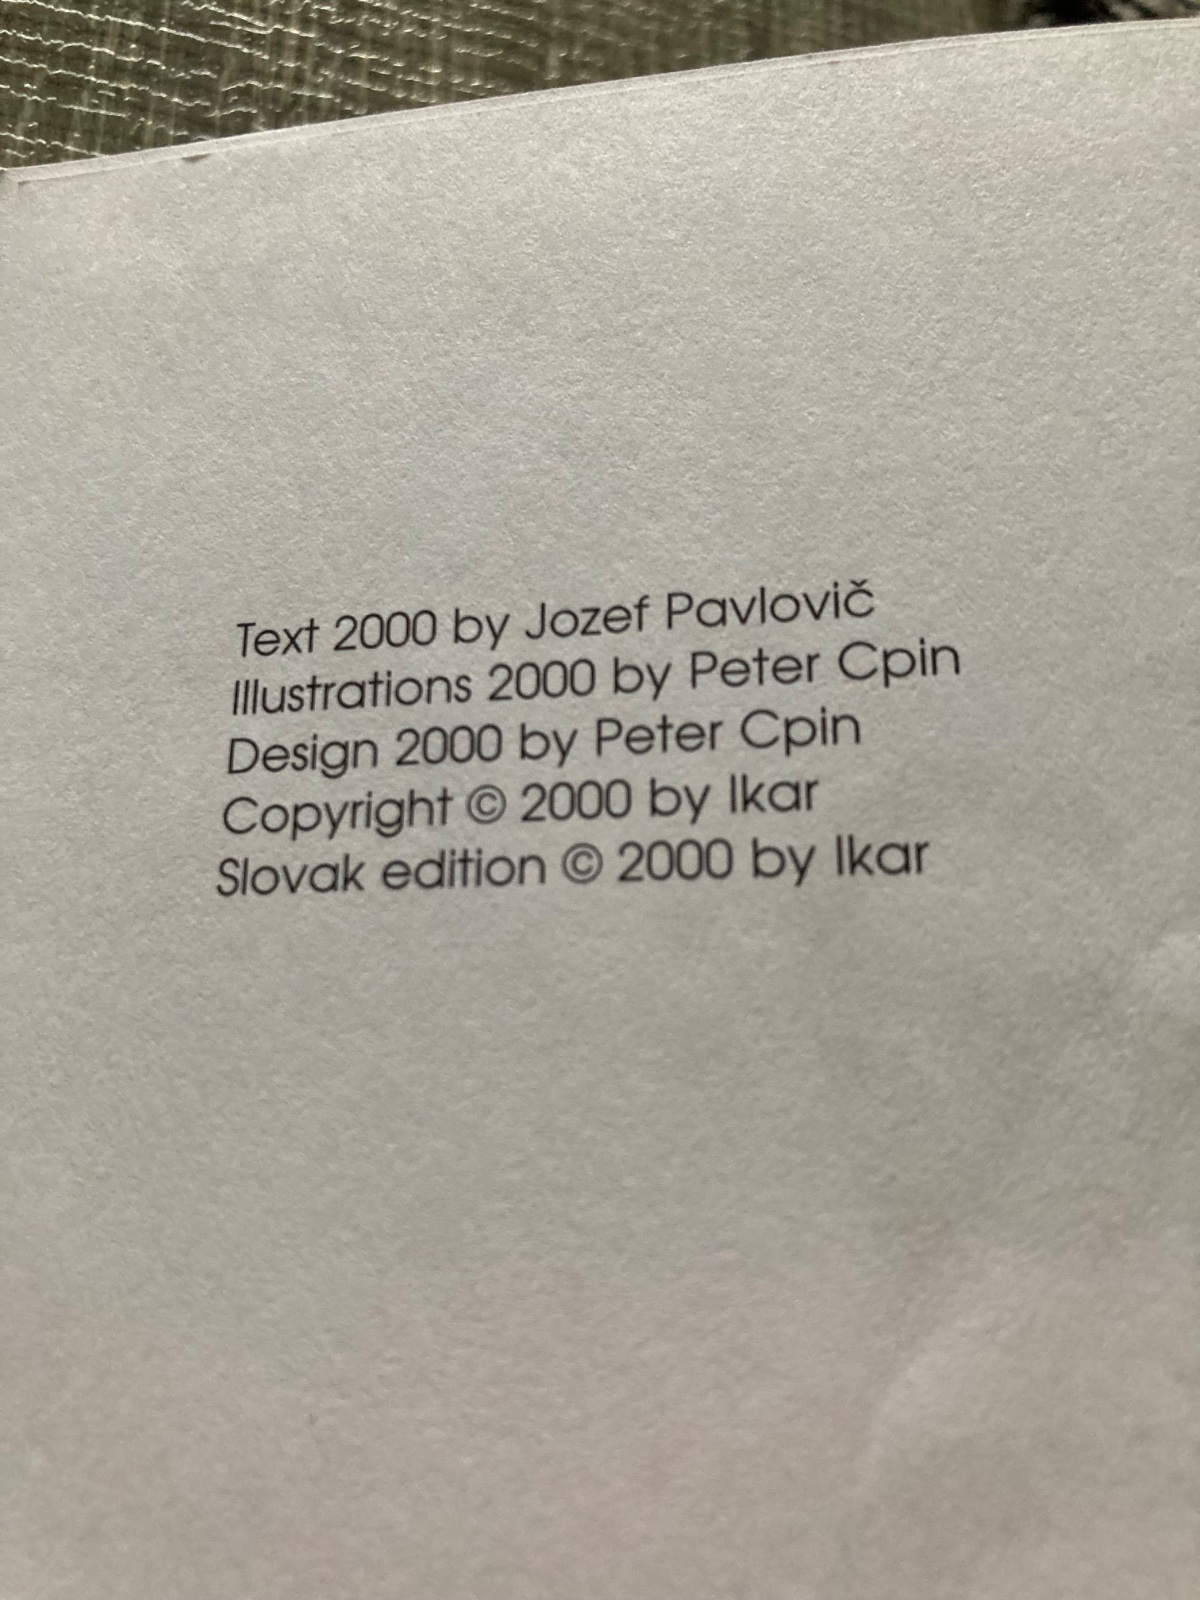 Text 2000 by Jozef Pavlovič
Illustrations 2000 by Peter Cpin
Design 2000 by Peter Cpin
Copyright © 2000 by Ikar
Slovak edition © 2000 by Ikar